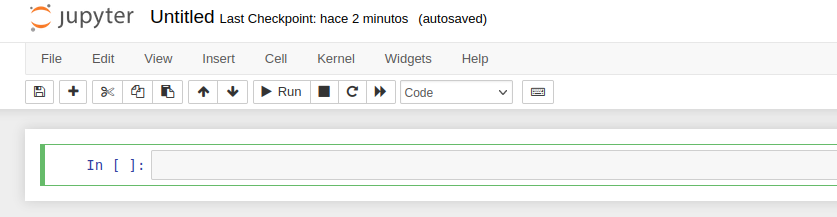 jupyter Untitled Last Checkpoint: hace 2 minutos (autosaved)
File Edit View Insert Cell Kernel Widgets Help
Run Code
In [ ]: